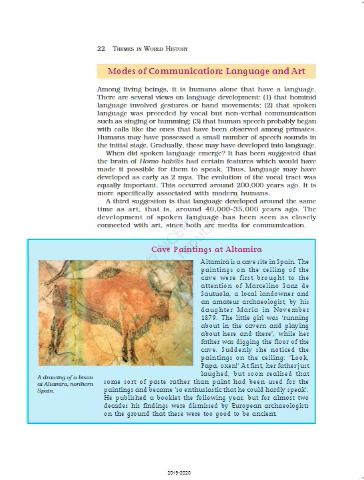 22 THEMES IN WORLD HISTORY
Modes of Communication: Language and Art
Among living beings, it is humans alone that have a language.
There are several views on language development: (1) that hominid
language involved gestures or hand movements; (2) that spoken
language was preceded by vocal but non-verbal communication
such as singing or humming; (3) that human speech probably began
with calls like the ones that have been observed among primates.
Humans may have possessed a small number of speech sounds in
the initial stage. Gradually, these may have developed into language.
When did spoken language emerge? It has been suggested that
the brain of Homo habilis had certain features which would have
made it possible for them to speak. Thus, language may have
developed as early as 2 mya. The evolution of the vocal tract was
equally important. This occurred around 200,000 years ago. It is
more specifically associated with modern humans.
A third suggestion is that language developed around the same
time as art, that is, around 40,000-35,000 years ago. The
development of spoken language has been seen as closely
connected with art, since both are media for communication.
Cave Paintings at Altamira
Altamira is a cave site in Spain. The
paintings on the ceiling of the
cave were first brought to the
attention of Marcelino Sanz de
Sautuola, a local landowner and
an amateur archaeologist, by his
daughter Maria in November
1879. The little girl was 'running
about in the cavern and playing
about here and there', while her
father was digging the floor of the
cave. Suddenly she noticed the
paintings on the ceiling: 'Look,
Papa, oxen!' At first, her father just
laughed, but soon realised that
some sort of paste rather than paint had been used for the
paintings and became 'so enthusiastic that he could hardly speak'.
He published a booklet the following year, but for almost two
decades his findings were dismissed by European archaeologists
on the ground that these were too good to be ancient.
A drawing of a bison
at Altamira, northern
Spain.
2019-2020